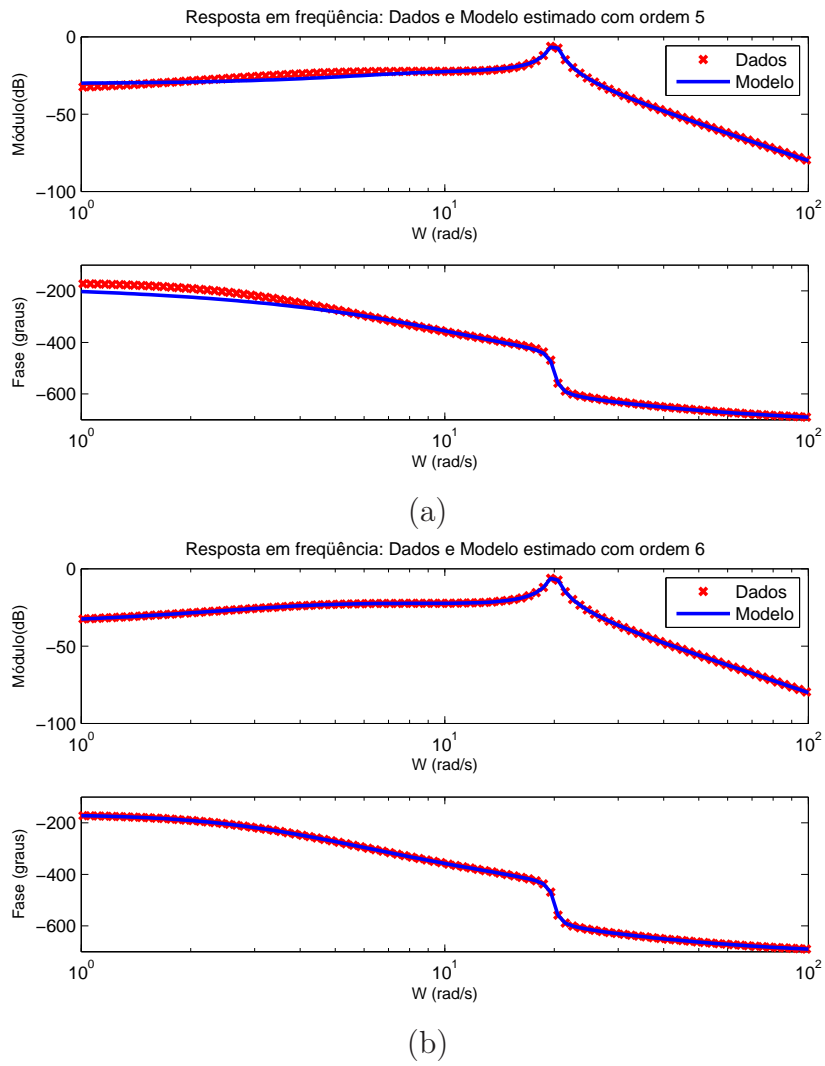 Resposta em freqüência: Dados e Modelo estimado com ordem 5
0
−50
−100
Módulo(dB)
Dados
Modelo
10^0
10^1
10^2
W (rad/s)
−200
−400
−600
Fase (graus)
10^0
10^1
10^2
W (rad/s)
(a)
Resposta em freqüência: Dados e Modelo estimado com ordem 6
0
−50
−100
Módulo(dB)
Dados
Modelo
10^0
10^1
10^2
W (rad/s)
−200
−400
−600
Fase (graus)
10^0
10^1
10^2
W (rad/s)
(b)